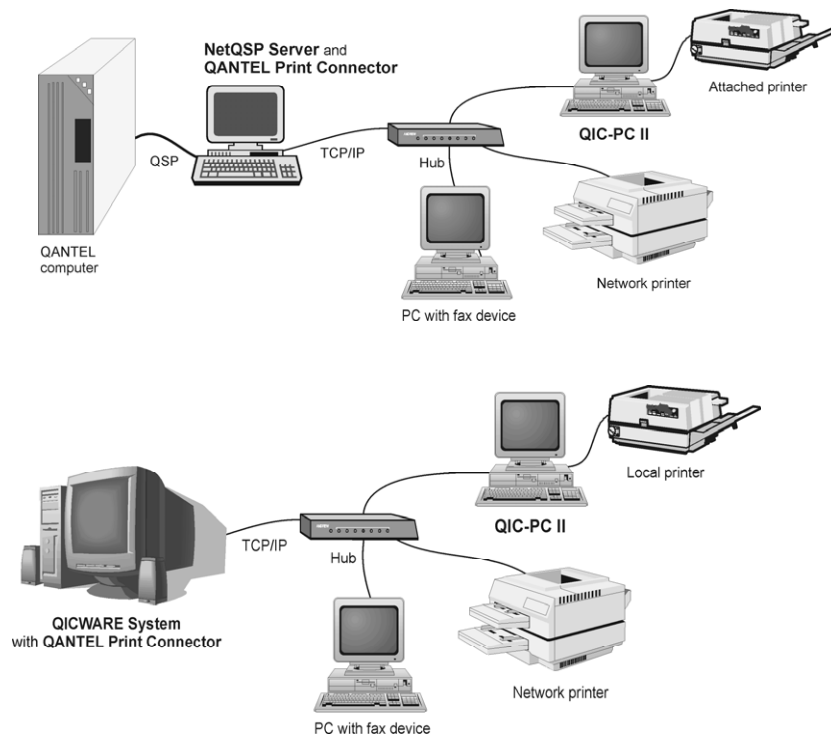 NetQSP Server and
QANTEL Print Connector
Attached printer
QIC-PC II
QSP
TCP/IP
Hub
QANTEL
computer
Network printer
PC with fax device
Local printer
QIC-PC II
TCP/IP
Hub
QICWARE System
with QANTEL Print Connector
Network printer
PC with fax device